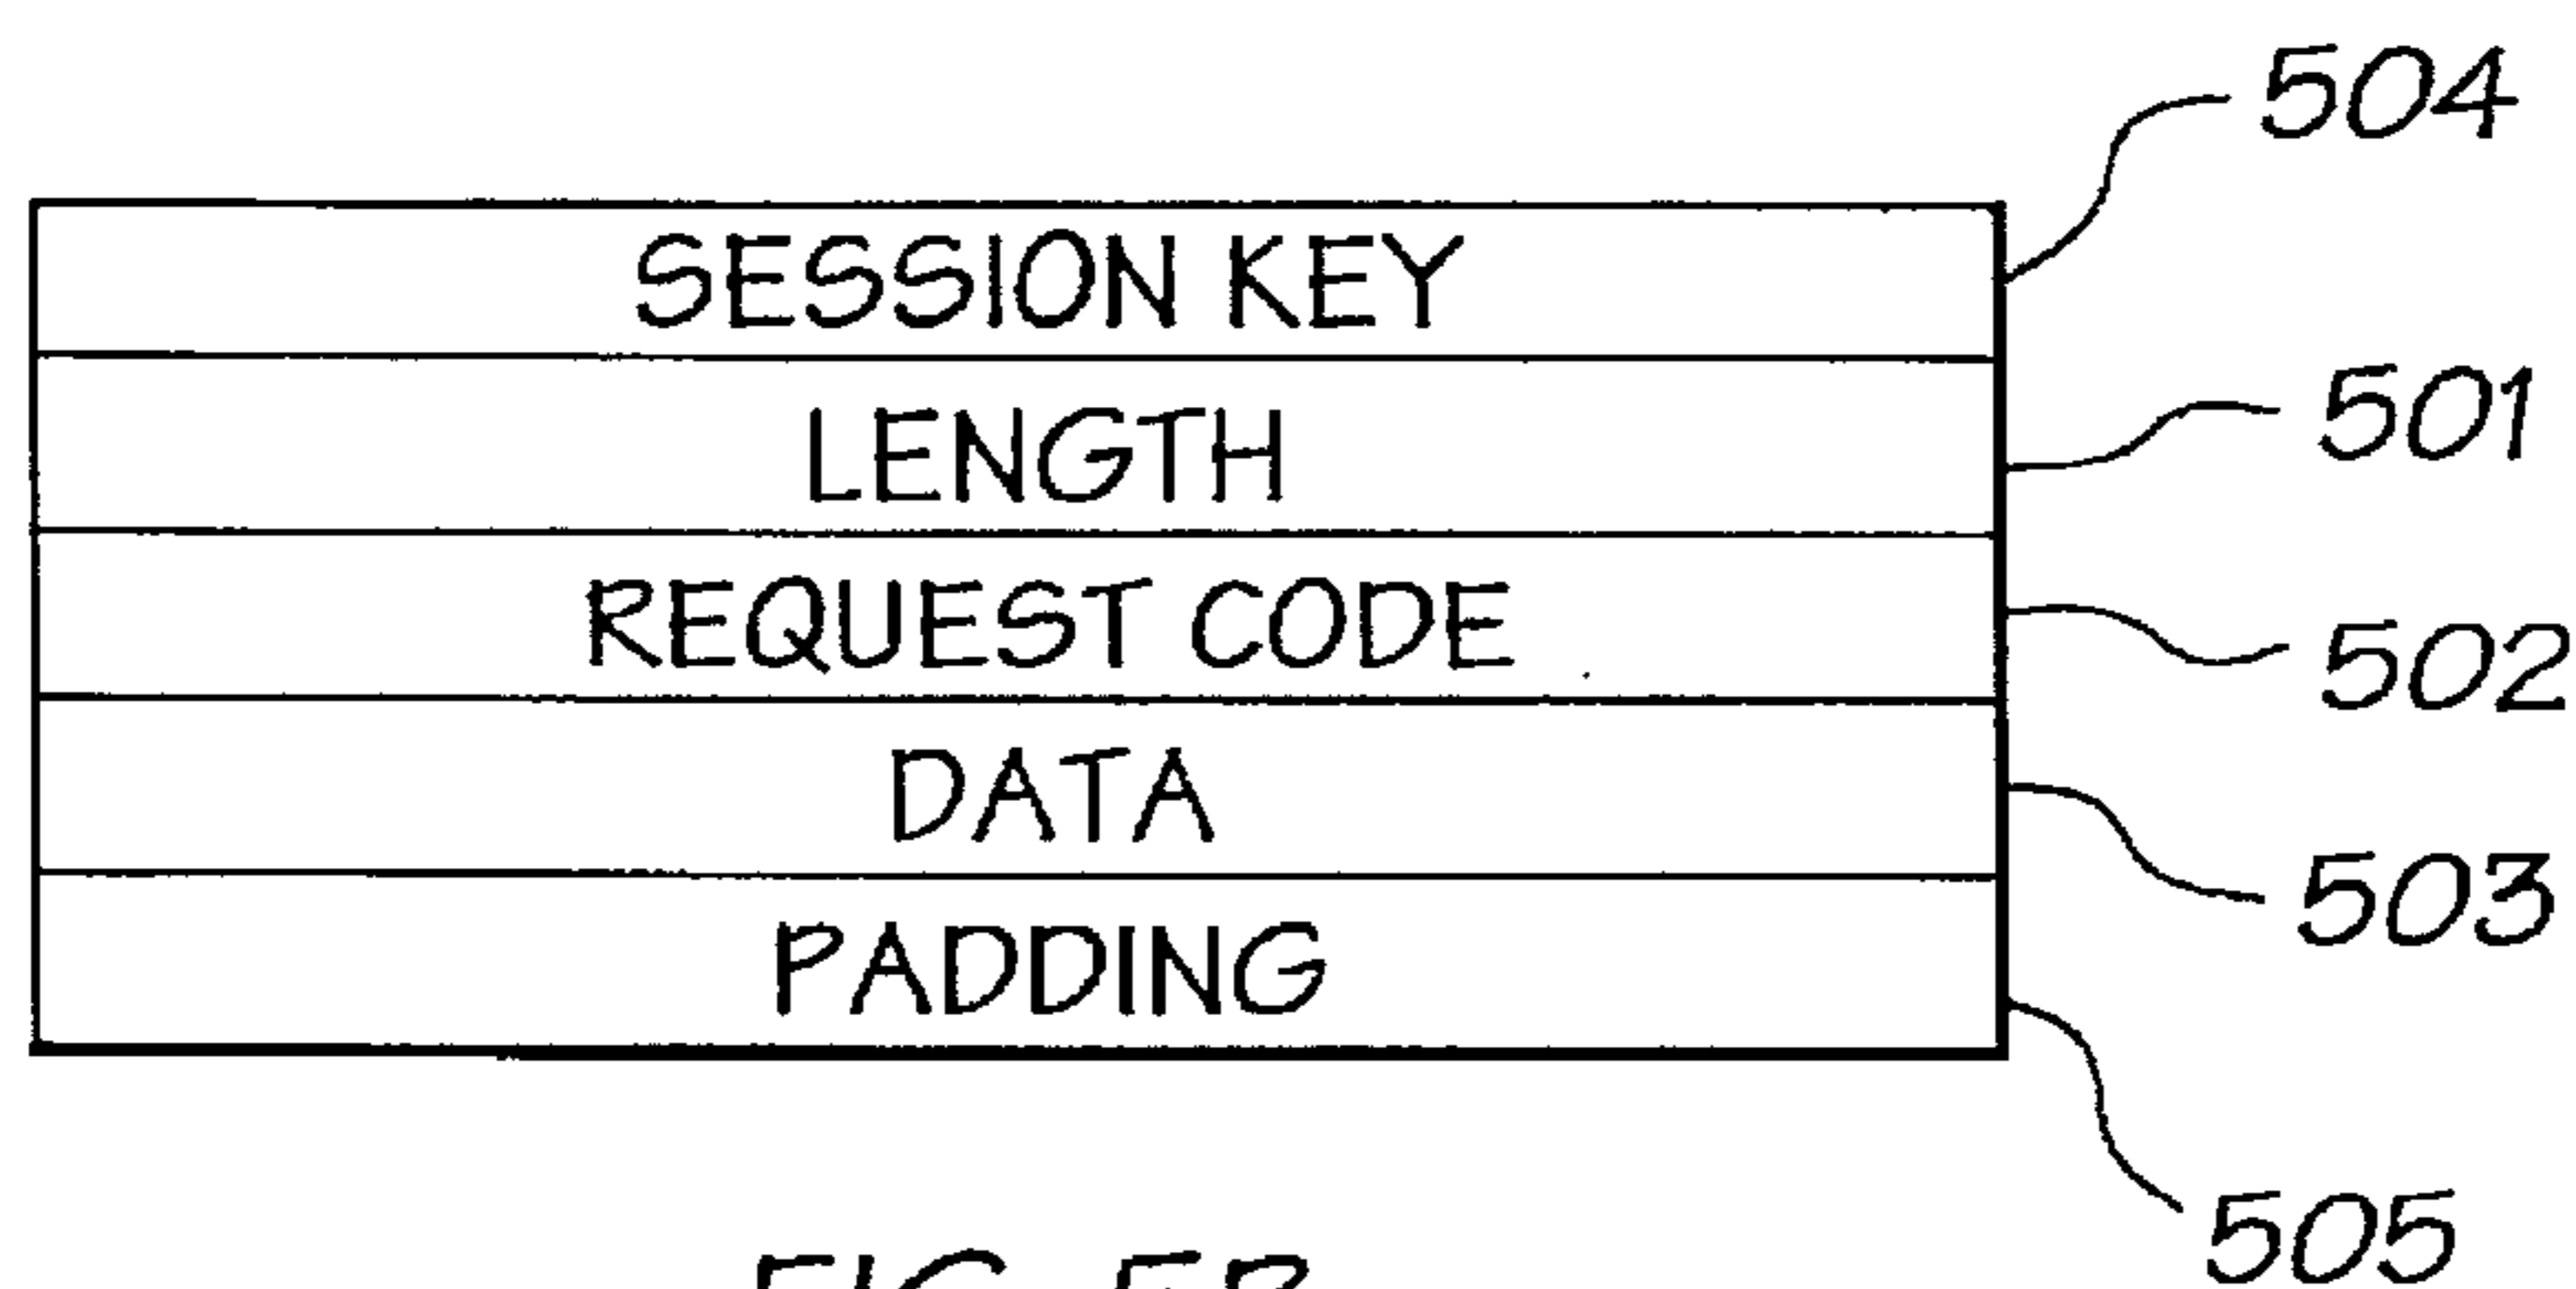 504
SESSION KEY
LENGTH 501
REQUEST CODE 502
DATA 503
PADDING
505